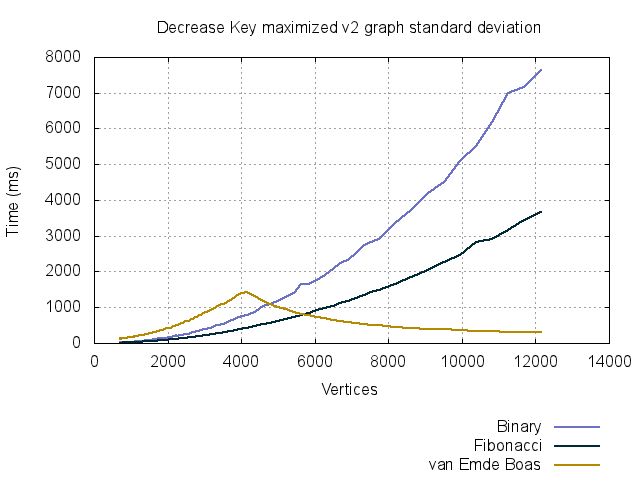 Decrease Key maximized v2 graph standard deviation
8000
7000
6000
5000
4000
3000
2000
1000
0
Time (ms)
0 2000 4000 6000 8000 10000 12000 14000
Vertices
Binary
Fibonacci
van Emde Boas